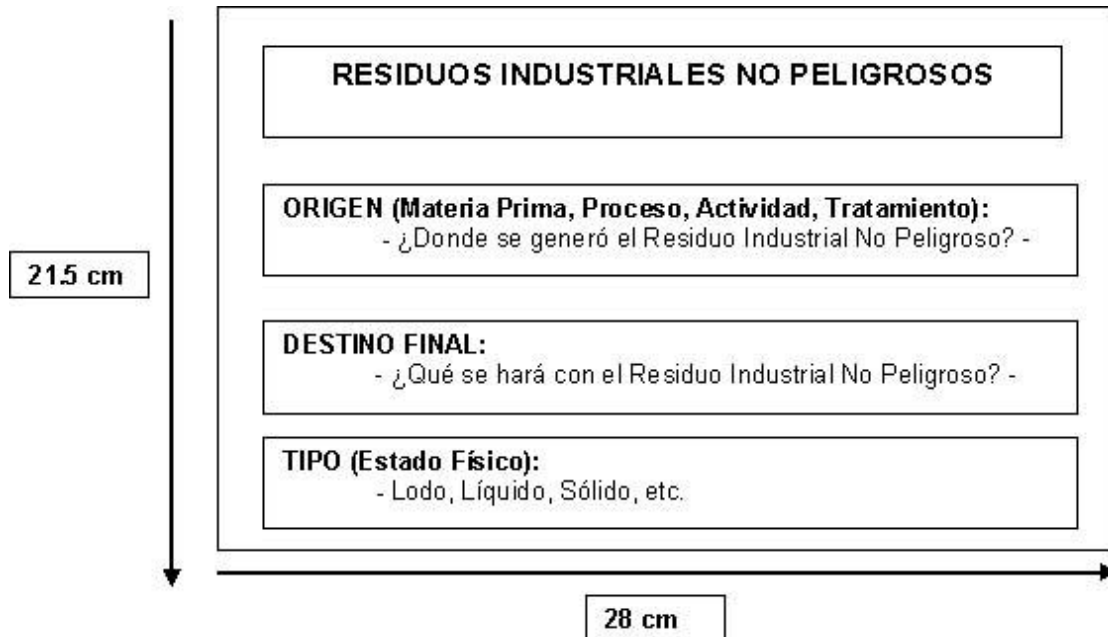 RESIDUOS INDUSTRIALES NO PELIGROSOS
ORIGEN (Materia Prima, Proceso, Actividad, Tratamiento):
- ¿Donde se generó el Residuo Industrial No Peligroso? -
21.5 cm
DESTINO FINAL:
- ¿Qué se hará con el Residuo Industrial No Peligroso? -
TIPO (Estado Físico):
- Lodo, Líquido, Sólido, etc.
28 cm